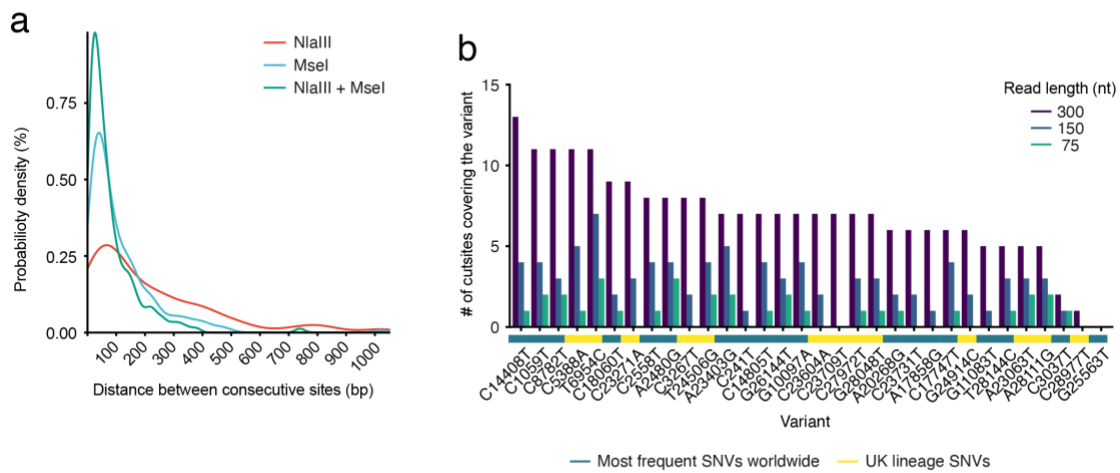 a
NlaIII
MseI
NlaIII + MseI
0.75
0.50
0.25
0.00
Probabilioty density (%)
100
200
300
400
500
600
700
800
900
1000
Distance between consecutive sites (bp)
b
Read length (nt)
300
150
75
15
10
5
0
# of cutsites covering the variant
C14408T
C1059T
C8782T
C5388A
T6954C
C18060T
C23271A
C2558T
A2480G
C3267T
T24506G
A23403G
C241T
C14805T
G26144T
G10097A
C23604A
C23709T
C27972T
G28048T
A20268G
C23731T
A17858G
C17747T
G24914C
G11083T
T28144C
A23063T
A28111G
C3037T
C28977T
G25563T
Variant
Most frequent SNVs worldwide
UK lineage SNVs